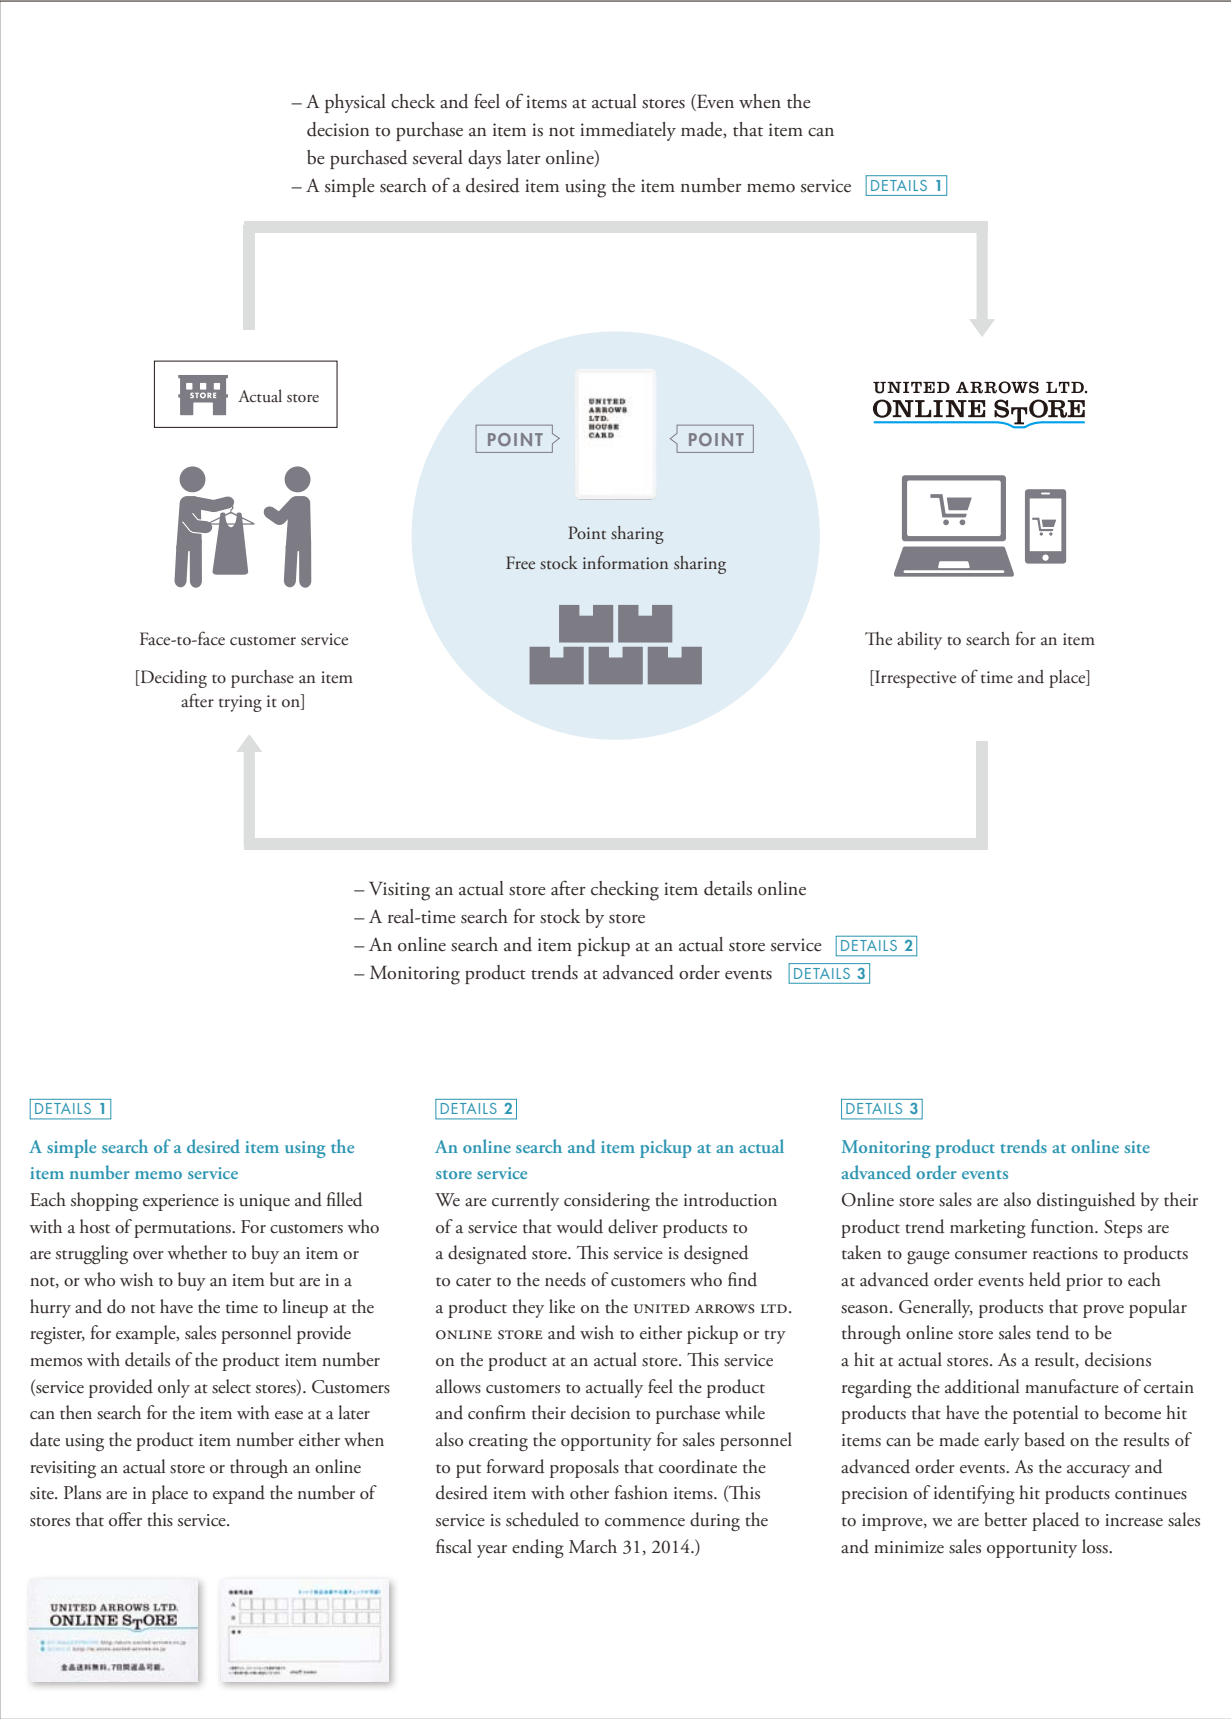 – A physical check and feel of items at actual stores (Even when the
decision to purchase an item is not immediately made, that item can
be purchased several days later online)
– A simple search of a desired item using the item number memo service DETAILS 1
STORE Actual store
UNITED
ARROWS
LTD.
HOUSE
CARD
POINT
POINT
UNITED ARROWS LTD.
ONLINE STORE
Point sharing
Free stock information sharing
Face-to-face customer service
[Deciding to purchase an item
after trying it on]
The ability to search for an item
[Irrespective of time and place]
– Visiting an actual store after checking item details online
– A real-time search for stock by store
– An online search and item pickup at an actual store service DETAILS 2
– Monitoring product trends at advanced order events DETAILS 3
DETAILS 1
A simple search of a desired item using the
item number memo service
Each shopping experience is unique and filled
with a host of permutations. For customers who
are struggling over whether to buy an item or
not, or who wish to buy an item but are in a
hurry and do not have the time to lineup at the
register, for example, sales personnel provide
memos with details of the product item number
(service provided only at select stores). Customers
can then search for the item with ease at a later
date using the product item number either when
revisiting an actual store or through an online
site. Plans are in place to expand the number of
stores that offer this service.
UNITED ARROWS LTD.
ONLINE STORE
全品送料無料、7日間返品可能。
A
B
DETAILS 2
An online search and item pickup at an actual
store service
We are currently considering the introduction
of a service that would deliver products to
a designated store. This service is designed
to cater to the needs of customers who find
a product they like on the UNITED ARROWS LTD.
ONLINE STORE and wish to either pickup or try
on the product at an actual store. This service
allows customers to actually feel the product
and confirm their decision to purchase while
also creating the opportunity for sales personnel
to put forward proposals that coordinate the
desired item with other fashion items. (This
service is scheduled to commence during the
fiscal year ending March 31, 2014.)
DETAILS 3
Monitoring product trends at online site
advanced order events
Online store sales are also distinguished by their
product trend marketing function. Steps are
taken to gauge consumer reactions to products
at advanced order events held prior to each
season. Generally, products that prove popular
through online store sales tend to be
a hit at actual stores. As a result, decisions
regarding the additional manufacture of certain
products that have the potential to become hit
items can be made early based on the results of
advanced order events. As the accuracy and
precision of identifying hit products continues
to improve, we are better placed to increase sales
and minimize sales opportunity loss.